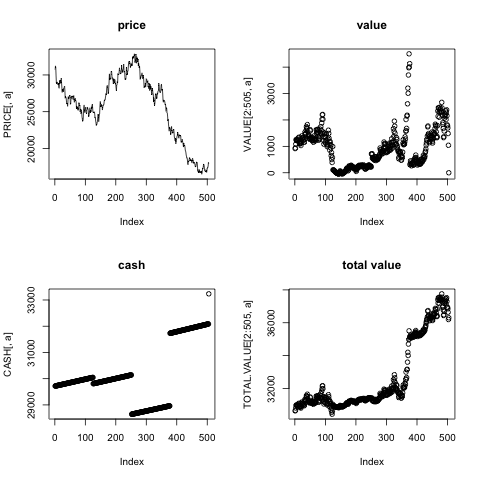 price
PRICE[, a]
20000 25000 30000
0 100 200 300 400 500
Index
value
VALUE[2:505, a]
0 1000 3000
0 100 200 300 400 500
Index
cash
CASH[, a]
29000 31000 33000
0 100 200 300 400 500
Index
total value
TOTAL.VALUE[2:505, a]
32000 36000
0 100 200 300 400 500
Index